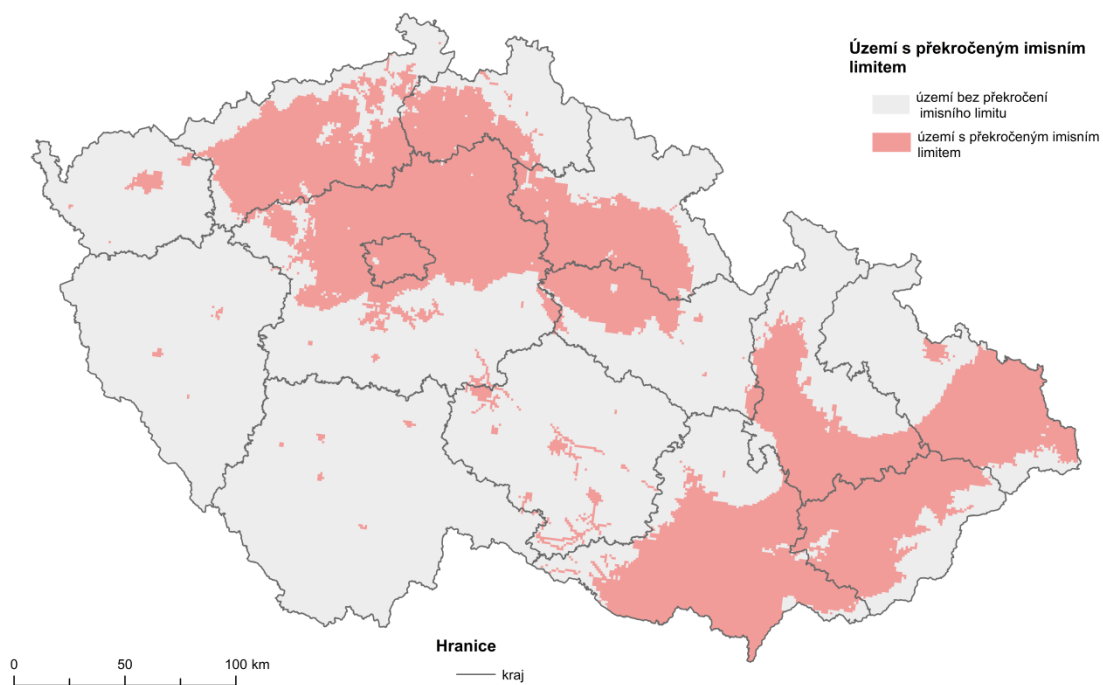 Území s překročeným imisním
limitem
území bez překročení
imisního limitu
území s překročeným imisním
limitem
Hranice
kraj
0 50 100 km